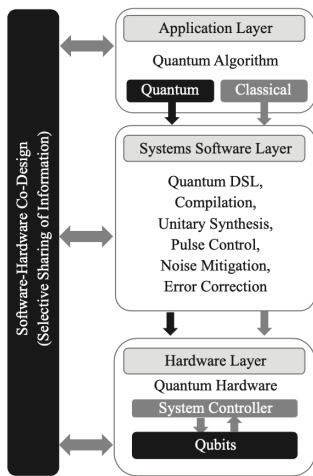 Software-Hardware Co-Design
(Selective Sharing of Information)
Application Layer
Quantum Algorithm
Quantum
Classical
Systems Software Layer
Quantum DSL,
Compilation,
Unitary Synthesis,
Pulse Control,
Noise Mitigation,
Error Correction
Hardware Layer
Quantum Hardware
System Controller
Qubits